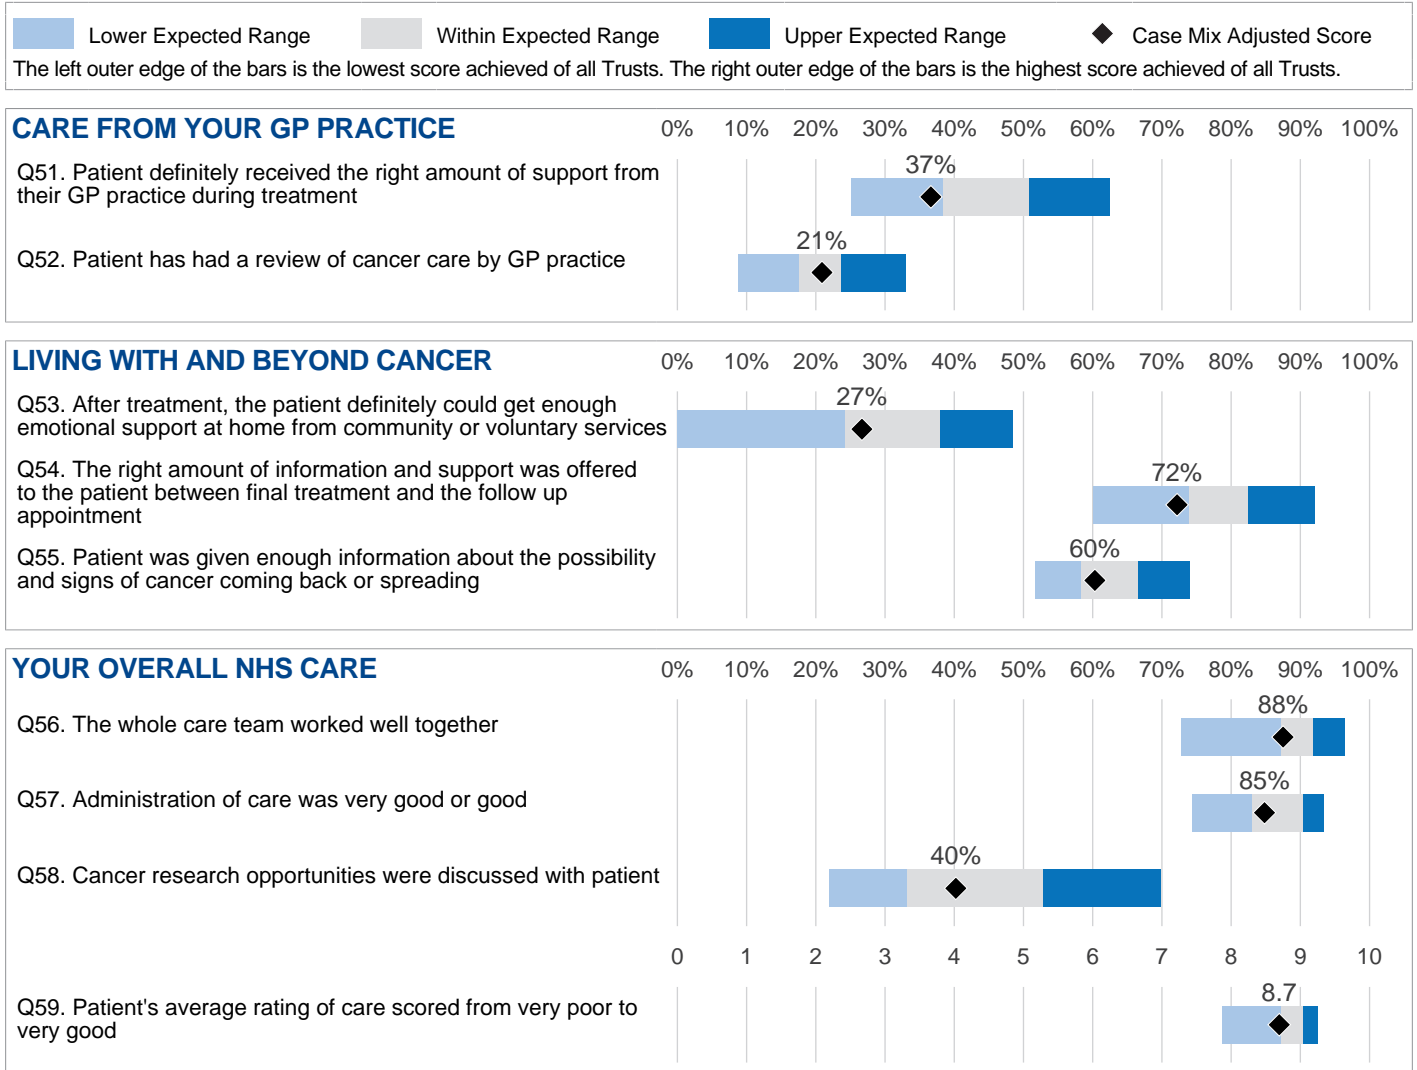 Lower Expected Range Within Expected Range Upper Expected Range Case Mix Adjusted Score
The left outer edge of the bars is the lowest score achieved of all Trusts. The right outer edge of the bars is the highest score achieved of all Trusts.
CARE FROM YOUR GP PRACTICE 0% 10% 20% 30% 40% 50% 60% 70% 80% 90% 100%
37%
Q51. Patient definitely received the right amount of support from
their GP practice during treatment
21%
Q52. Patient has had a review of cancer care by GP practice
LIVING WITH AND BEYOND CANCER 0% 10% 20% 30% 40% 50% 60% 70% 80% 90% 100%
27%
Q53. After treatment, the patient definitely could get enough
emotional support at home from community or voluntary services
Q54. The right amount of information and support was offered
72%
to the patient between final treatment and the follow up
appointment
60%
Q55. Patient was given enough information about the possibility
and signs of cancer coming back or spreading
YOUR OVERALL NHS CARE 0% 10% 20% 30% 40% 50% 60% 70% 80% 90% 100%
88%
Q56. The whole care team worked well together
85%
Q57. Administration of care was very good or good
40%
Q58. Cancer research opportunities were discussed with patient
0 1 2 3 4 5 6 7 8 9 10
8.7
Q59. Patient's average rating of care scored from very poor to
very good